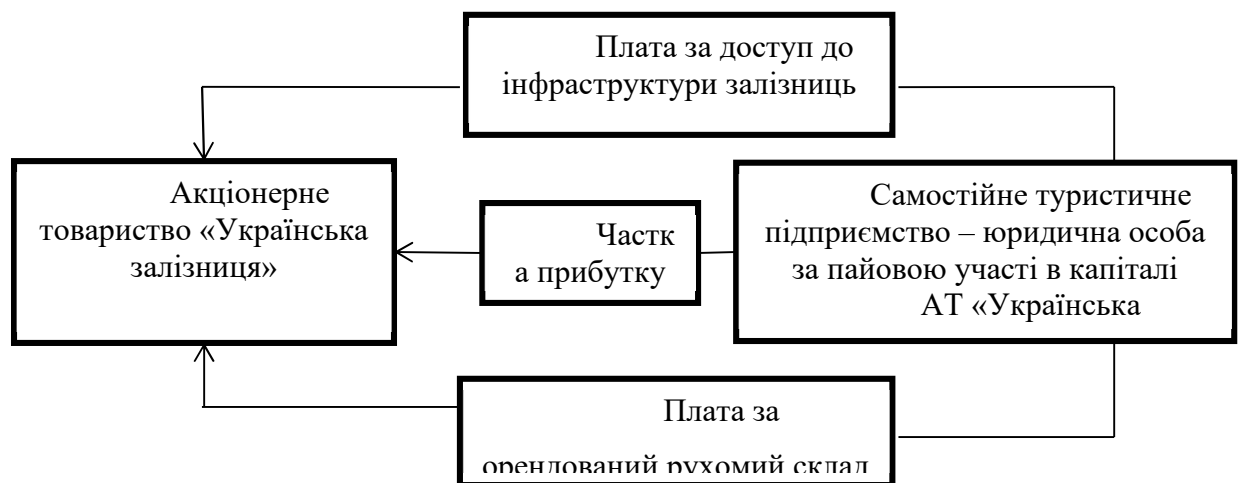 Плата за доступ до
інфраструктури залізниць
Акціонерне
товариство «Українська
залізниця»
Частк
а прибутку
Самостійне туристичне
підприємство – юридична особа
за пайовою участі в капіталі
АТ «Українська
Плата за
орендований рухомий склад